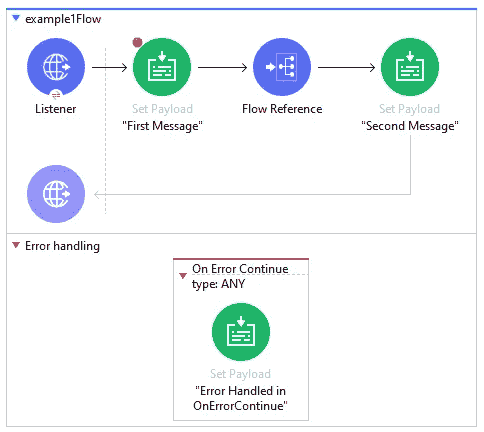 example1Flow
Listener
Set Payload
"First Message"
Flow Reference
Set Payload
"Second Message"
Error handling
On Error Continue
type: ANY
Set Payload
"Error Handled in
OnErrorContinue"